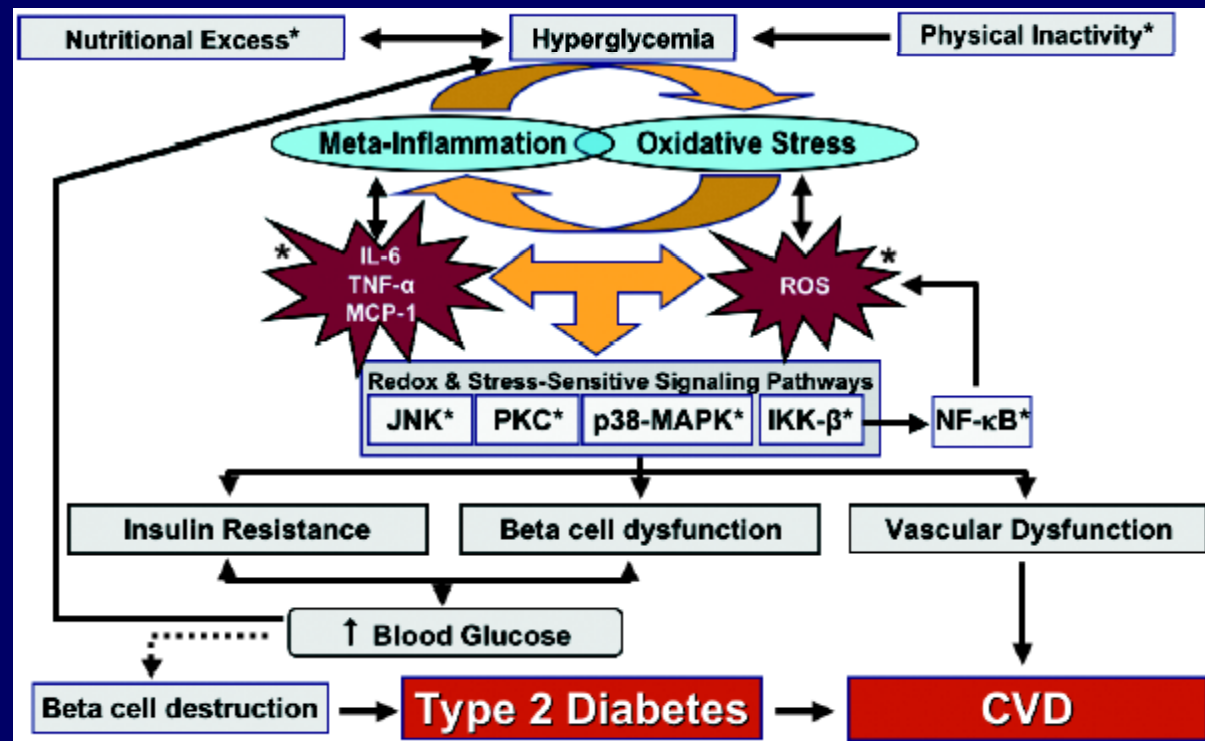 Nutritional Excess*
Hyperglycemia
Physical Inactivity*
Meta-Inflammation
Oxidative Stress
*
IL-6
TNF-α
MCP-1
ROS
*
Redox & Stress-Sensitive Signaling Pathways
JNK*
PKC*
p38-MAPK*
IKK-β*
NF-κB*
Insulin Resistance
Beta cell dysfunction
Vascular Dysfunction
↑ Blood Glucose
Beta cell destruction
Type 2 Diabetes
CVD